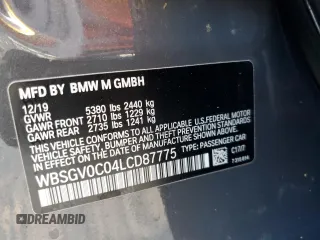 MFD BY BMW M GMBH
12/19
GVWR 5380 lbs 2440 kg
GAWR FRONT 2710 lbs 1229 kg
GAWR REAR 2735 lbs 1241 kg
THIS VEHICLE CONFORMS TO ALL APPLICABLE
FEDERAL MOTOR VEHICLE SAFETY, BUMPER, AND
THEFT PREVENTION STANDARDS IN EFFECT ON
THE DATE OF MANUFACTURE SHOWN ABOVE.
WBSGV0C04LCD87775
TYPE: PASSENGER CAR
DREAMBID